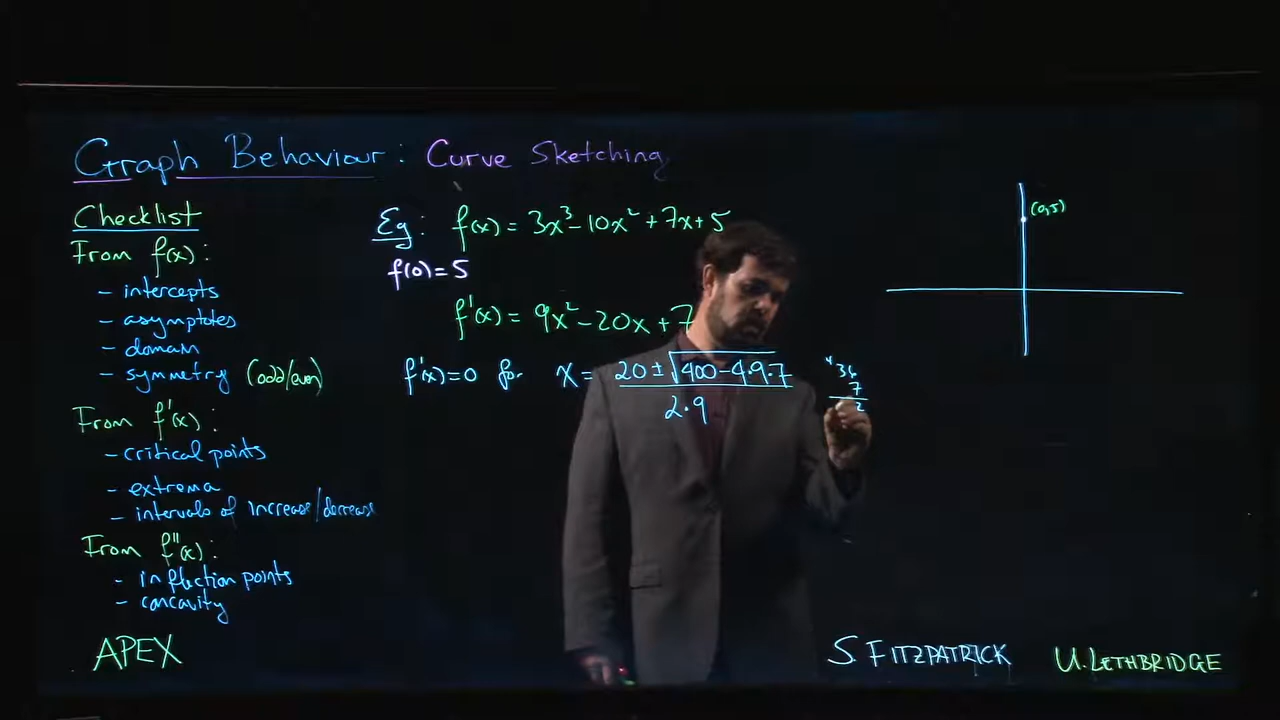 Graph Behaviour: Curve Sketching
Checklist
From f(x):
- intercepts
- asymptotes
- domain
- symmetry (odd/even)
From f'(x):
- critical points
- extrema
- intervals of increase/decrease
From f"(x):
- inflection points
- concavity
APEX
Eg: f(x) = 3x³ - 10x² + 7x + 5
f(0) = 5
f'(x) = 9x² - 20x + 7
f'(x) = 0 for x = 20 ± √400 - 4·9·7
2·9
4 36
7
2
(0,5)
S. FITZPATRICK
U. LETHBRIDGE